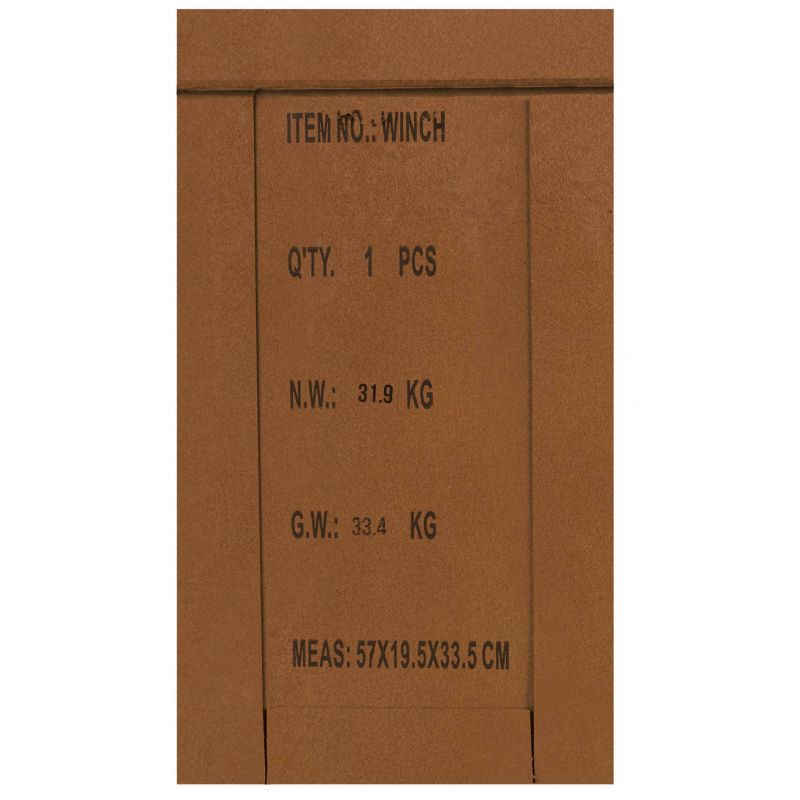 ITEM NO.: WINCH
Q'TY. 1 PCS
N.W.: 31.9 KG
G.W.: 33.4 KG
MEAS: 57X19.5X33.5 CM